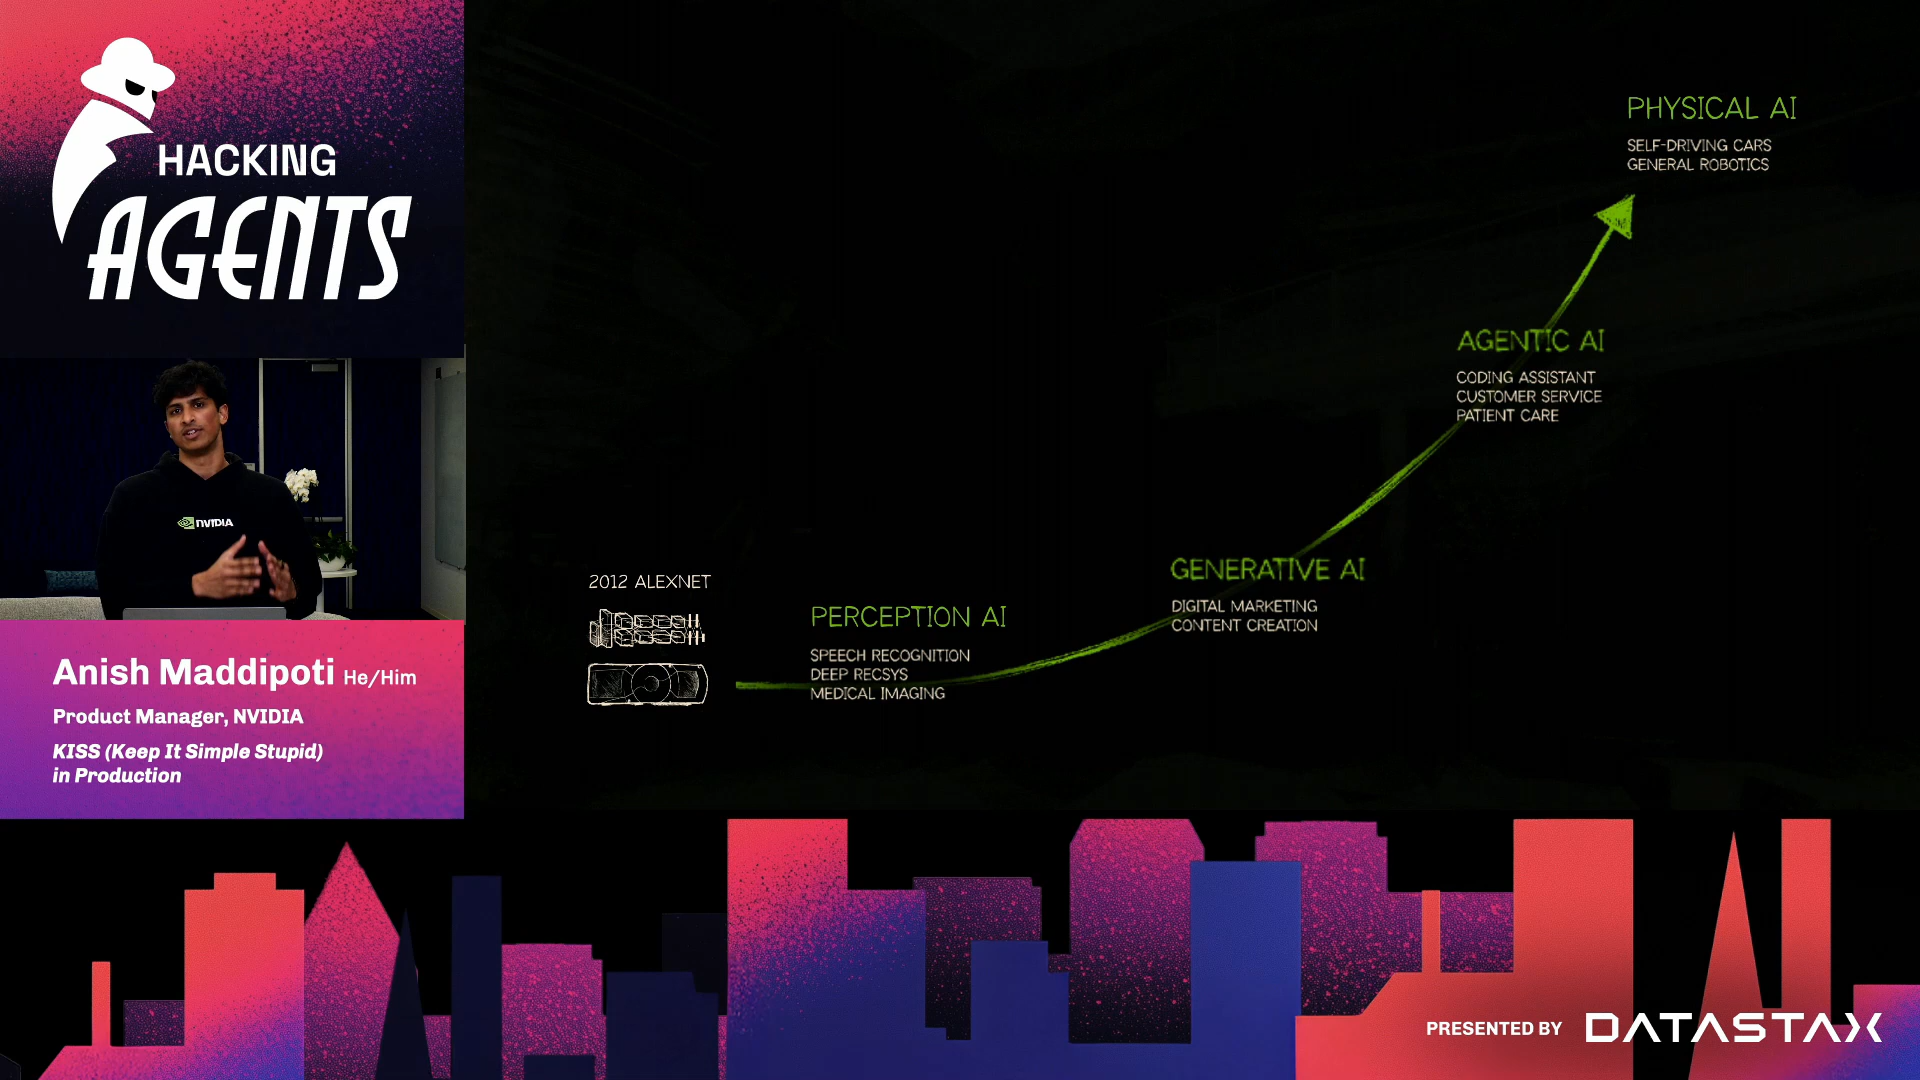 HACKING
AGENTS
NVIDIA
Anish Maddipoti He/Him
Product Manager, NVIDIA
KISS (Keep It Simple Stupid)
in Production
2012 ALEXNET
PERCEPTION AI
SPEECH RECOGNITION
DEEP RECSYS
MEDICAL IMAGING
GENERATIVE AI
DIGITAL MARKETING
CONTENT CREATION
AGENTIC AI
CODING ASSISTANT
CUSTOMER SERVICE
PATIENT CARE
PHYSICAL AI
SELF-DRIVING CARS
GENERAL ROBOTICS
PRESENTED BY DATASTAX